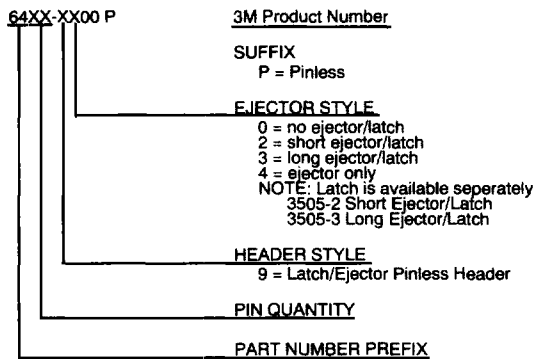 64XX-XX00 P 3M Product Number
SUFFIX
P = Pinless
EJECTOR STYLE
0 = no ejector/latch
2 = short ejector/latch
3 = long ejector/latch
4 = ejector only
NOTE: Latch is available seperately
3505-2 Short Ejector/Latch
3505-3 Long Ejector/Latch
HEADER STYLE
9 = Latch/Ejector Pinless Header
PIN QUANTITY
PART NUMBER PREFIX